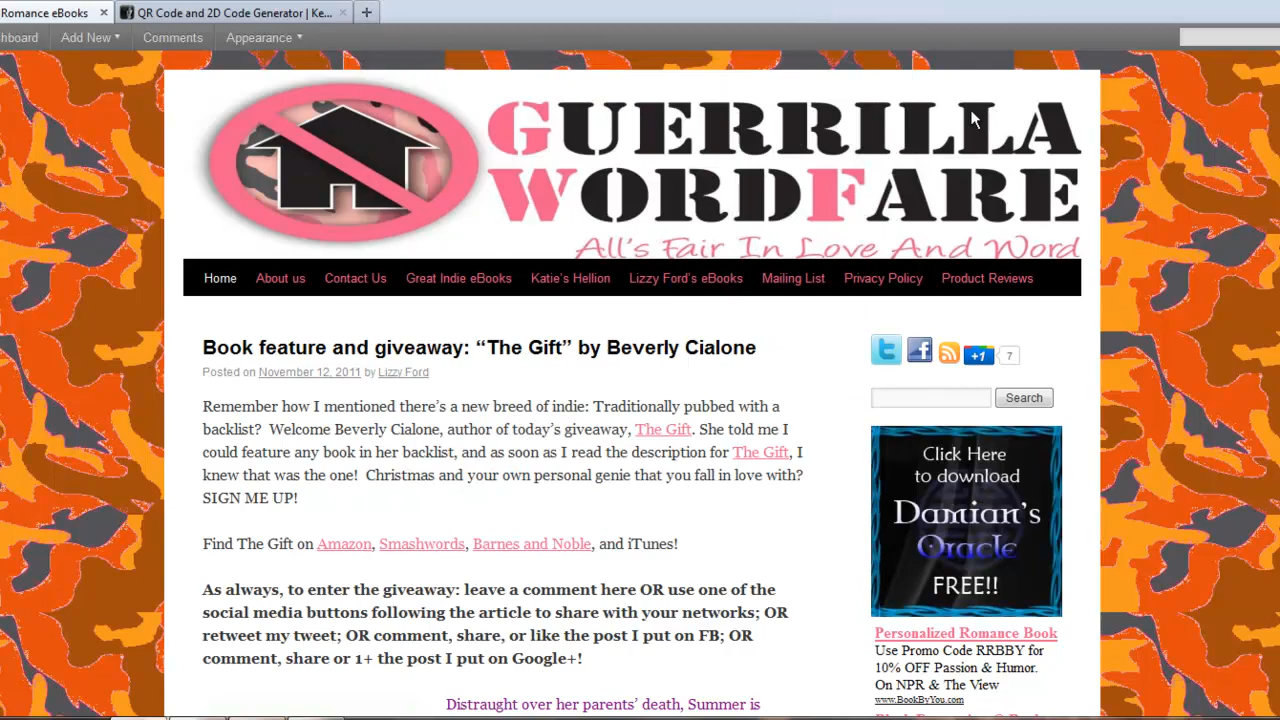 Romance eBooks
QR Code and 2D Code Generator | Ke...
hboard Add New Comments Appearance
GUERRILLA
WORDFARE
All's Fair In Love And Word
Home About us Contact Us Great Indie eBooks Katie's Hellion Lizzy Ford's eBooks Mailing List Privacy Policy Product Reviews
Book feature and giveaway: “The Gift” by Beverly Cialone
Posted on November 12, 2011 by Lizzy Ford
Remember how I mentioned there’s a new breed of indie: Traditionally pubbed with a
backlist? Welcome Beverly Cialone, author of today’s giveaway, The Gift. She told me I
could feature any book in her backlist, and as soon as I read the description for The Gift, I
knew that was the one! Christmas and your own personal genie that you fall in love with?
SIGN ME UP!
Find The Gift on Amazon, Smashwords, Barnes and Noble, and iTunes!
As always, to enter the giveaway: leave a comment here OR use one of the
social media buttons following the article to share with your networks; OR
retweet my tweet; OR comment, share, or like the post I put on FB; OR
comment, share or 1+ the post I put on Google+!
Distraught over her parents’ death, Summer is
+1 7
Search
Click Here
to download
Damian's
Oracle
FREE!!
Personalized Romance Book
Use Promo Code RRBBY for
10% OFF Passion & Humor.
On NPR & The View
www.BookByYou.com